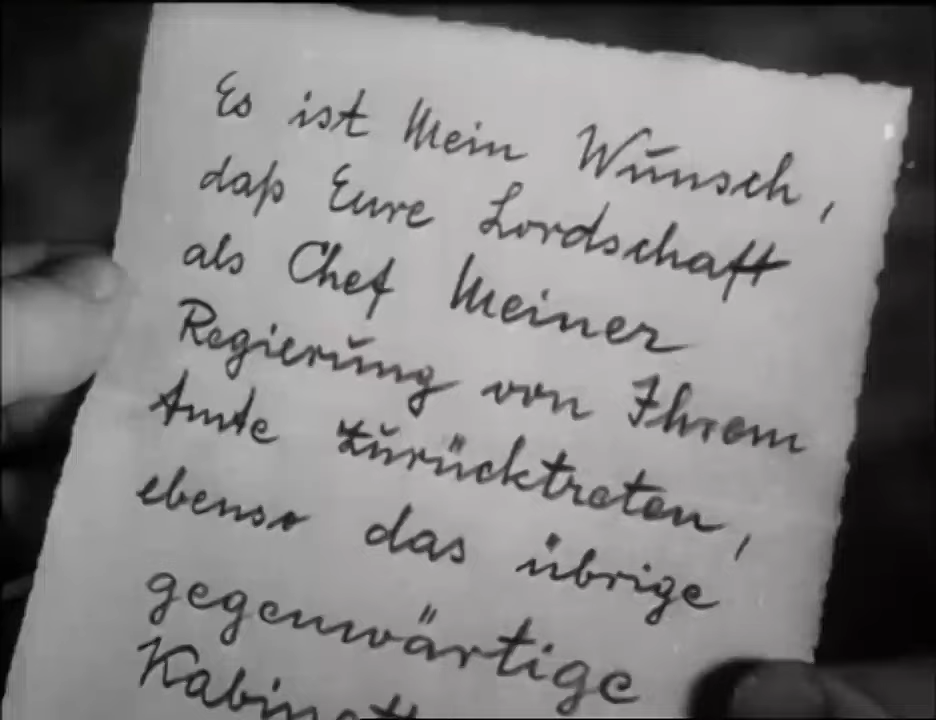 Es ist Mein Wunsch,
daß Eure Lordschaft
als Chef Meiner
Regierung von Ihrem
Amte zurücktreten,
ebenso das übrige
gegenwärtige
Kabinett